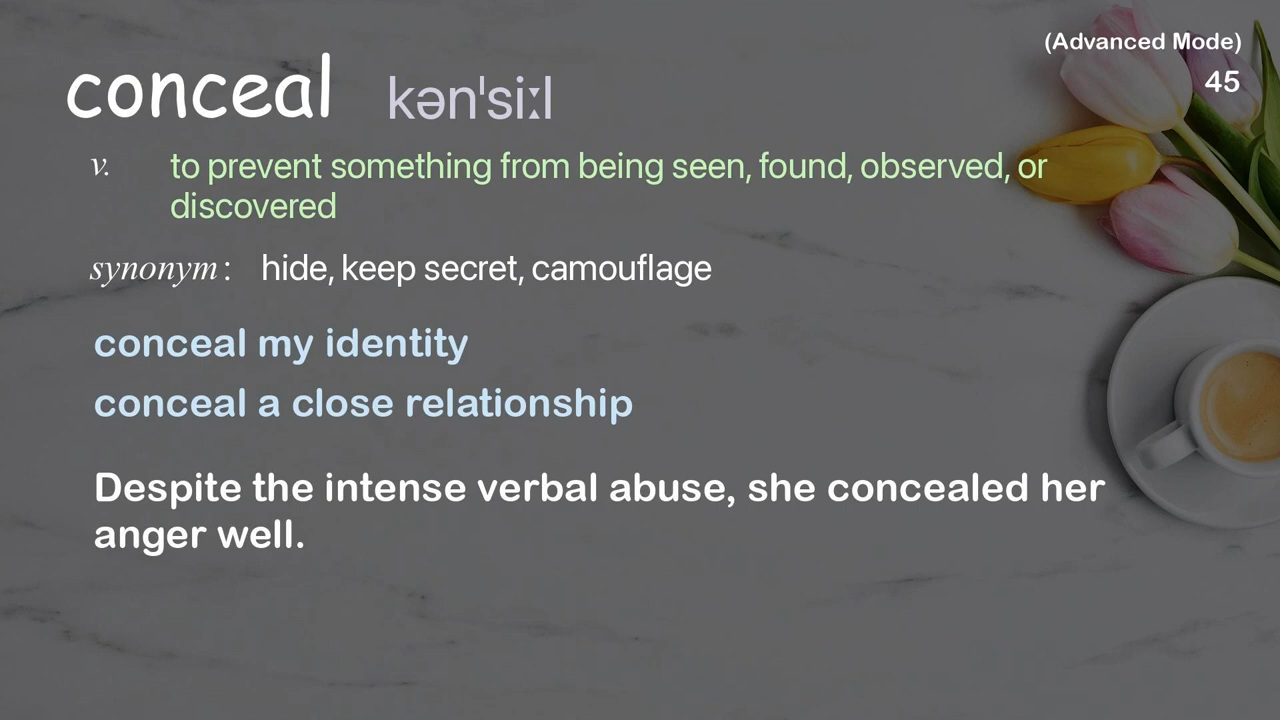 (Advanced Mode)
conceal kən'siːl
45
v. to prevent something from being seen, found, observed, or
discovered
synonym : hide, keep secret, camouflage
conceal my identity
conceal a close relationship
Despite the intense verbal abuse, she concealed her
anger well.